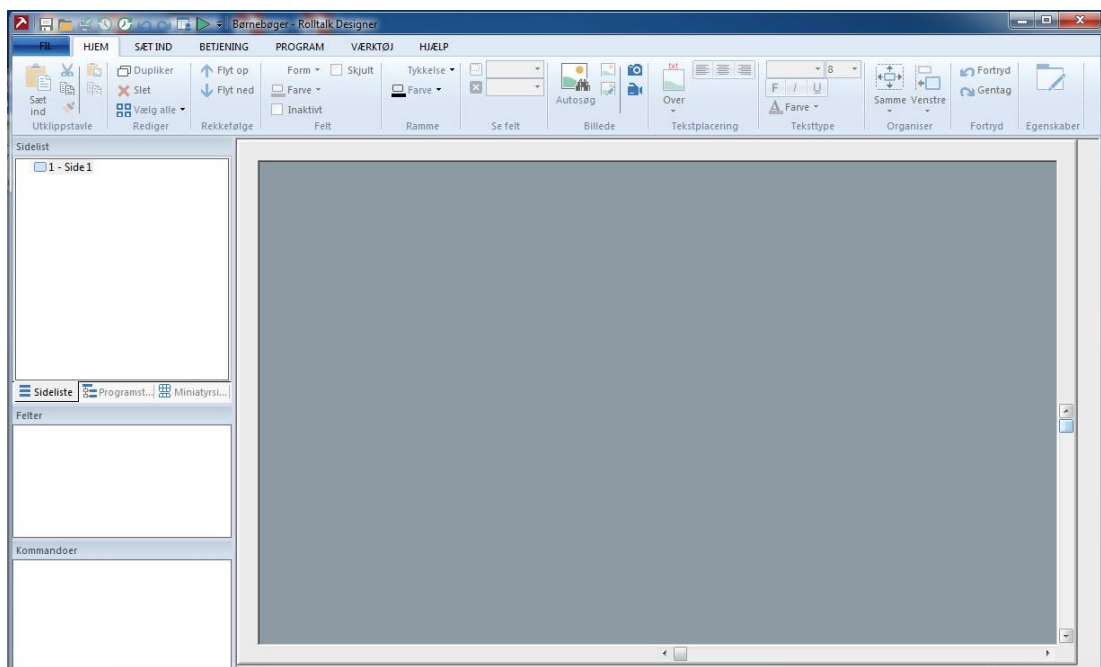 Børnebøger - Rolltalk Designer
FIL HJEM SÆT IND BETJENING PROGRAM VÆRKTØJ HJÆLP
Sæt ind
Utklippstavle
Dupliker
Slet
Vælg alle
Rediger
Flyt op
Flyt ned
Rekkefølge
Form Skjult
Farve
Inaktivt
Felt
Tykkelse
Farve
Ramme
Se felt
Autosøg
Billede
txt
Over
Tekstplacering
8
F I U
A Farve
Teksttype
Samme Venstre
Organiser
Fortryd
Gentag
Fortryd
Egenskaber
Sidelist
1 - Side 1
Sideliste Programst... Miniatyrsi...
Felter
Kommandoer